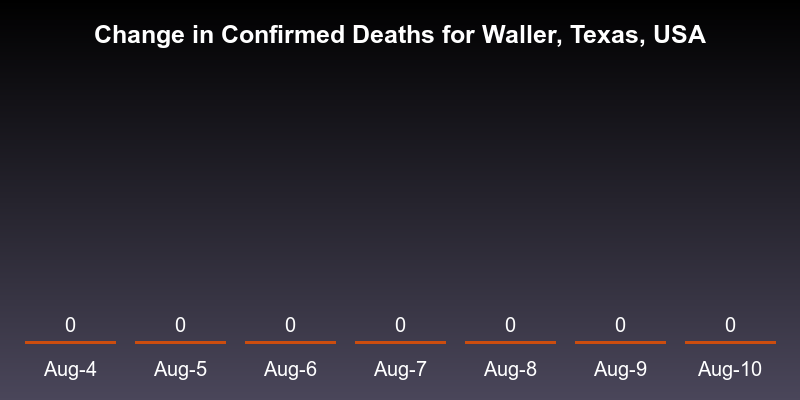 Change in Confirmed Deaths for Waller, Texas, USA
0 0 0 0 0 0 0
Aug-4 Aug-5 Aug-6 Aug-7 Aug-8 Aug-9 Aug-10